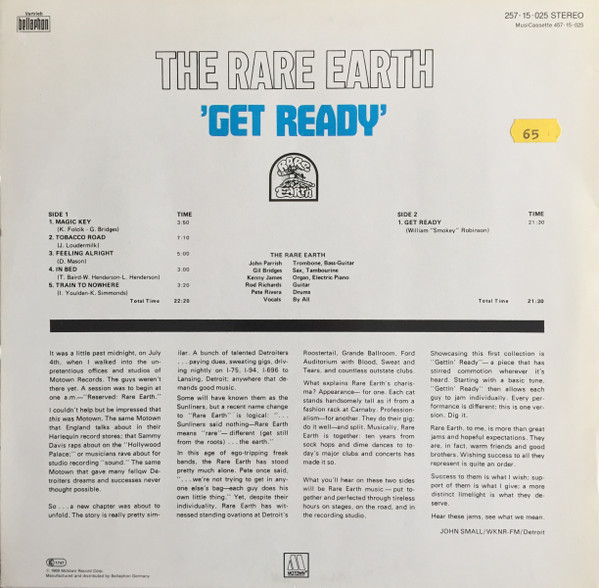 Vertrieb
bellaphon
257·15·025 STEREO
MusiCassette 457·15·025
THE RARE EARTH
'GET READY'
65
RARE
EARTH
SIDE 1 TIME
1. MAGIC KEY 3:50
(K. Folcik - G. Bridges)
2. TOBACCO ROAD 7:10
(J. Loudermilk)
3. FEELING ALRIGHT 5:00
(D. Mason)
4. IN BED 3:00
(T. Baird-W. Henderson-L. Henderson)
5. TRAIN TO NOWHERE 3:20
(I. Youldan-K. Simmonds)
Total Time 22:20
SIDE 2 TIME
1. GET READY 21:30
(William "Smokey" Robinson)
Total Time 21:30
THE RARE EARTH
John Parrish Trombone, Bass-Guitar
Gil Bridges Sax, Tambourine
Kenny James Organ, Electric Piano
Rod Richards Guitar
Pete Rivera Drums
Vocals By All
It was a little past midnight, on July
4th, when I walked into the un-
pretentious offices and studios of
Motown Records. The guys weren't
there yet. A session was to begin at
one a.m.—"Reserved: Rare Earth."
I couldn't help but be impressed that
this was Motown. The same Motown
that England talks about in their
Harlequin record stores; that Sammy
Davis raps about on the "Hollywood
Palace;" or musicians rave about for
studio recording "sound." The same
Motown that gave many fellow De-
troiters dreams and successes never
thought possible.
So . . . a new chapter was about to
unfold. The story is really pretty sim-
ilar. A bunch of talented Detroiters
. . . paying dues, sweating gigs, driv-
ing nightly on I-75, I-94, I-696 to
Lansing, Detroit; anywhere that de-
mands good music.
Some will have known them as the
Sunliners, but a recent name change
to "Rare Earth" is logical: ". . .
Sunliners said nothing—Rare Earth
means 'rare'— different (get still
from the roots) . . . the earth."
In this age of ego-tripping freak
bends, the Rare Earth has stood
pretty much alone. Pete once said,
". . . we're not trying to get in any-
one else's bag—each guy does his
own little thing." Yet, despite their
individuality, Rare Earth has wit-
nessed standing ovations at Detroit's
Roostertail, Grande Ballroom, Ford
Auditorium with Blood, Sweat and
Tears, and countless outstate clubs.
What explains Rare Earth's charis-
ma? Appearance— for one. Each cat
stands handsomely tall as if from a
fashion rack at Carnaby. Profession-
alism—for another. They do their gig;
do it well—and split. Musically, Rare
Earth is together: ten years from
sock hops and dime dances to to-
day's major clubs and concerts has
made it so.
What you'll hear on these two sides
will be Rare Earth music — put to-
gether and perfected through tireless
hours on stages, on the road, and in
the recording studio.
Showcasing this first collection is
"Gettin' Ready"— a piece that has
stirred commotion wherever it's
heard. Starting with a basic tune,
"Gettin' Ready" then allows each
guy to jam individually. Every per-
formance is different; this is one ver-
sion. Dig it.
Rare Earth, to me, is more than great
jams and hopeful expectations. They
are, in fact, warm friends and good
brothers. Wishing success to all they
represent is quite an order.
Success to them is what I wish; sup-
port of them is what I give; a more
distinct limelight is what they de-
serve.
Hear these jams, see what we mean.
JOHN SMALL/WKNR-FM/Detroit
℗ 1969 Motown Record Corp.
Manufactured and distributed by Bellaphon Germany
M
MOTOWN